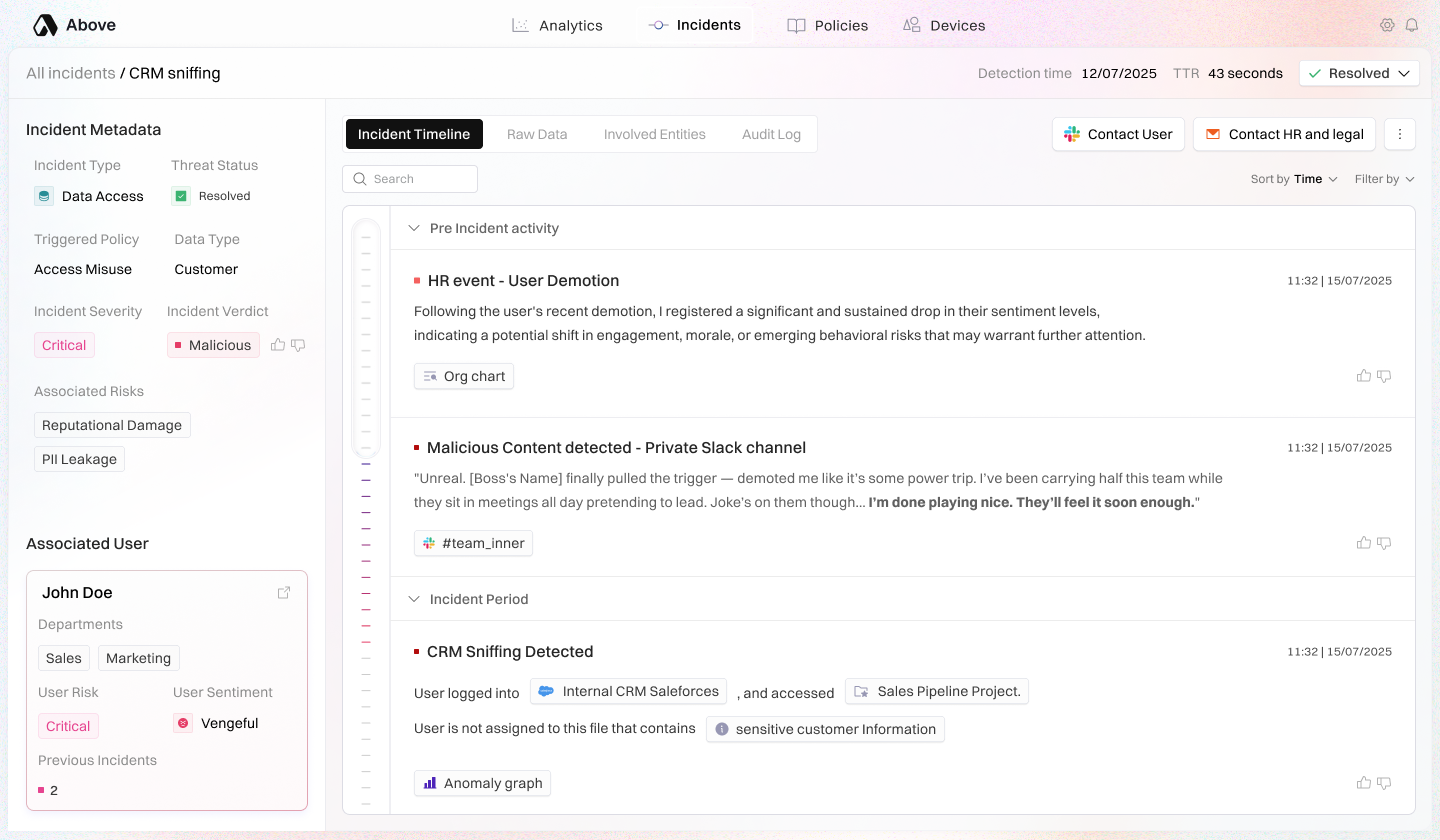 Above
Analytics
Incidents
Policies
Devices
All incidents / CRM sniffing
Detection time 12/07/2025 TTR 43 seconds Resolved
Incident Metadata
Incident Type Threat Status
Data Access Resolved
Triggered Policy Data Type
Access Misuse Customer
Incident Severity Incident Verdict
Critical Malicious
Associated Risks
Reputational Damage
PII Leakage
Associated User
John Doe
Departments
Sales Marketing
User Risk User Sentiment
Critical Vengeful
Previous Incidents
2
Incident Timeline Raw Data Involved Entities Audit Log
Contact User Contact HR and legal
Search
Sort by Time Filter by
Pre Incident activity
HR event - User Demotion 11:32 | 15/07/2025
Following the user's recent demotion, I registered a significant and sustained drop in their sentiment levels,
indicating a potential shift in engagement, morale, or emerging behavioral risks that may warrant further attention.
Org chart
Malicious Content detected - Private Slack channel 11:32 | 15/07/2025
"Unreal. [Boss's Name] finally pulled the trigger — demoted me like it's some power trip. I've been carrying half this team while
they sit in meetings all day pretending to lead. Joke's on them though... I'm done playing nice. They'll feel it soon enough."
#team_inner
Incident Period
CRM Sniffing Detected 11:32 | 15/07/2025
User logged into Internal CRM Saleforces , and accessed Sales Pipeline Project.
User is not assigned to this file that contains sensitive customer Information
Anomaly graph